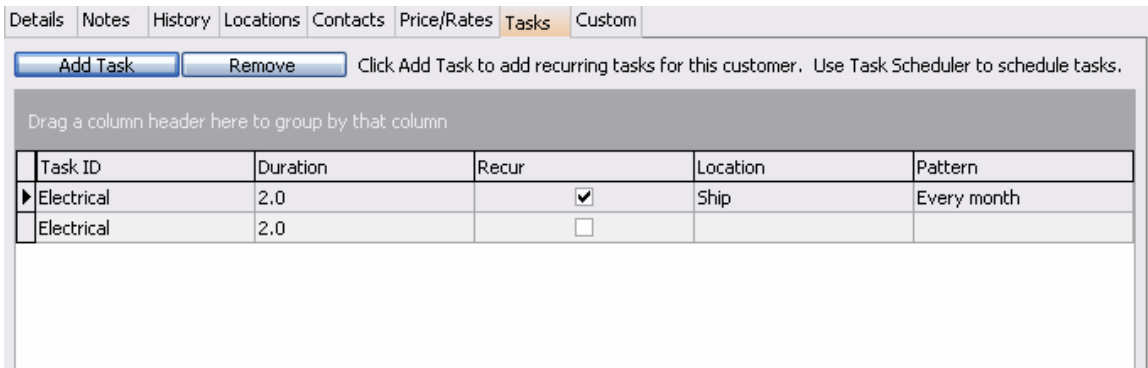 Details Notes History Locations Contacts Price/Rates Tasks Custom
Add Task Remove Click Add Task to add recurring tasks for this customer. Use Task Scheduler to schedule tasks.
Drag a column header here to group by that column
Task ID Duration Recur Location Pattern
Electrical 2.0 Ship Every month
Electrical 2.0